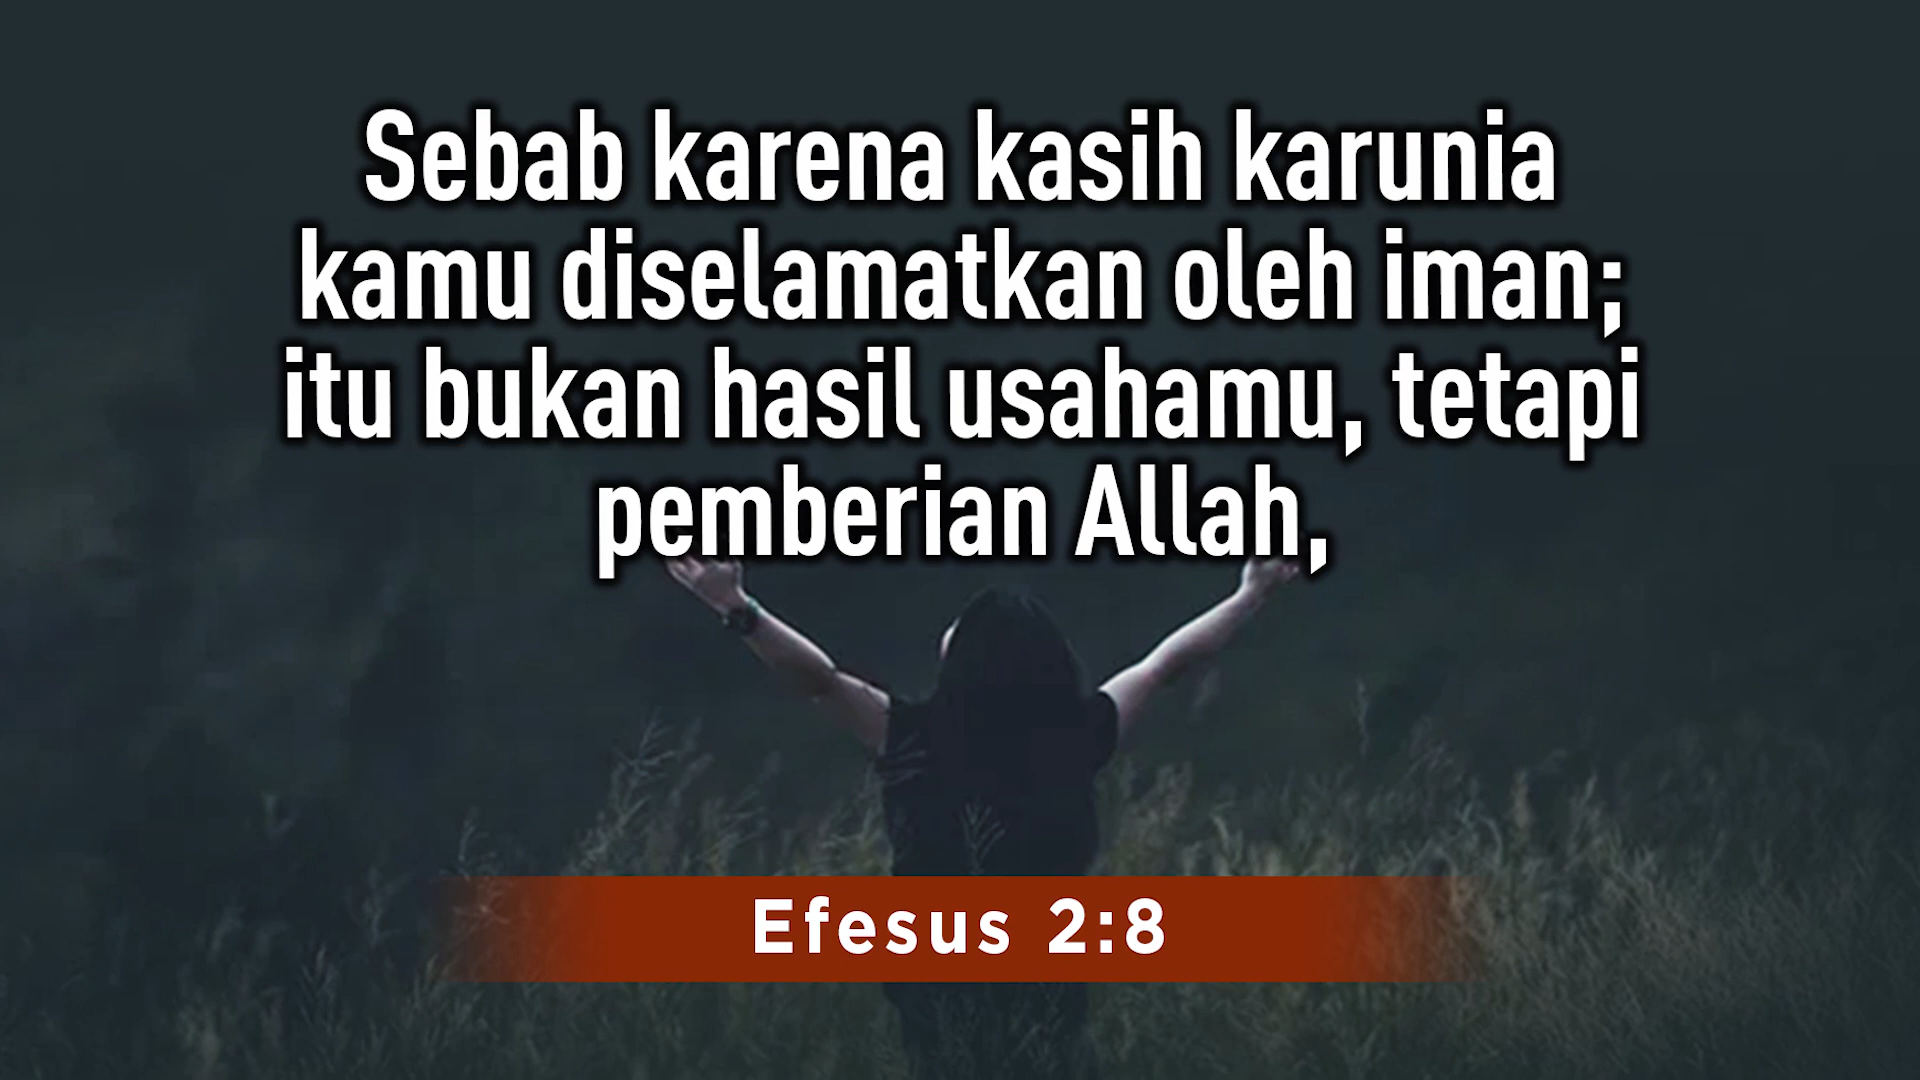 Sebab karena kasih karunia
kamu diselamatkan oleh iman;
itu bukan hasil usahamu, tetapi
pemberian Allah,
Efesus 2:8